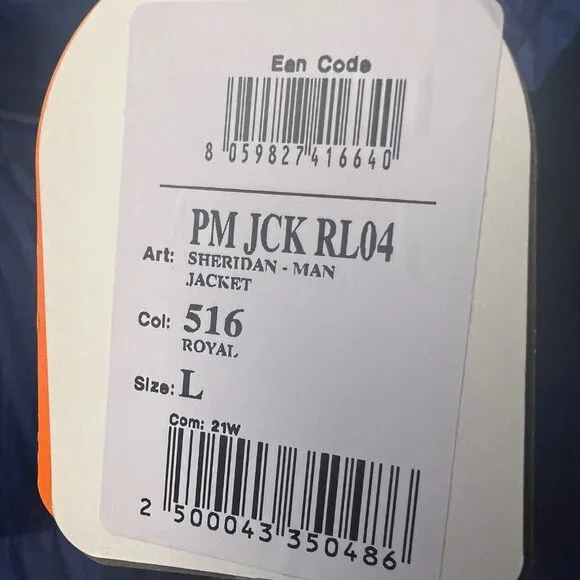 Ean Code
8 059827 416640
PM JCK RL04
Art: SHERIDAN - MAN
JACKET
Col: 516
ROYAL
Size: L
Com: 21W
2 500043 350486